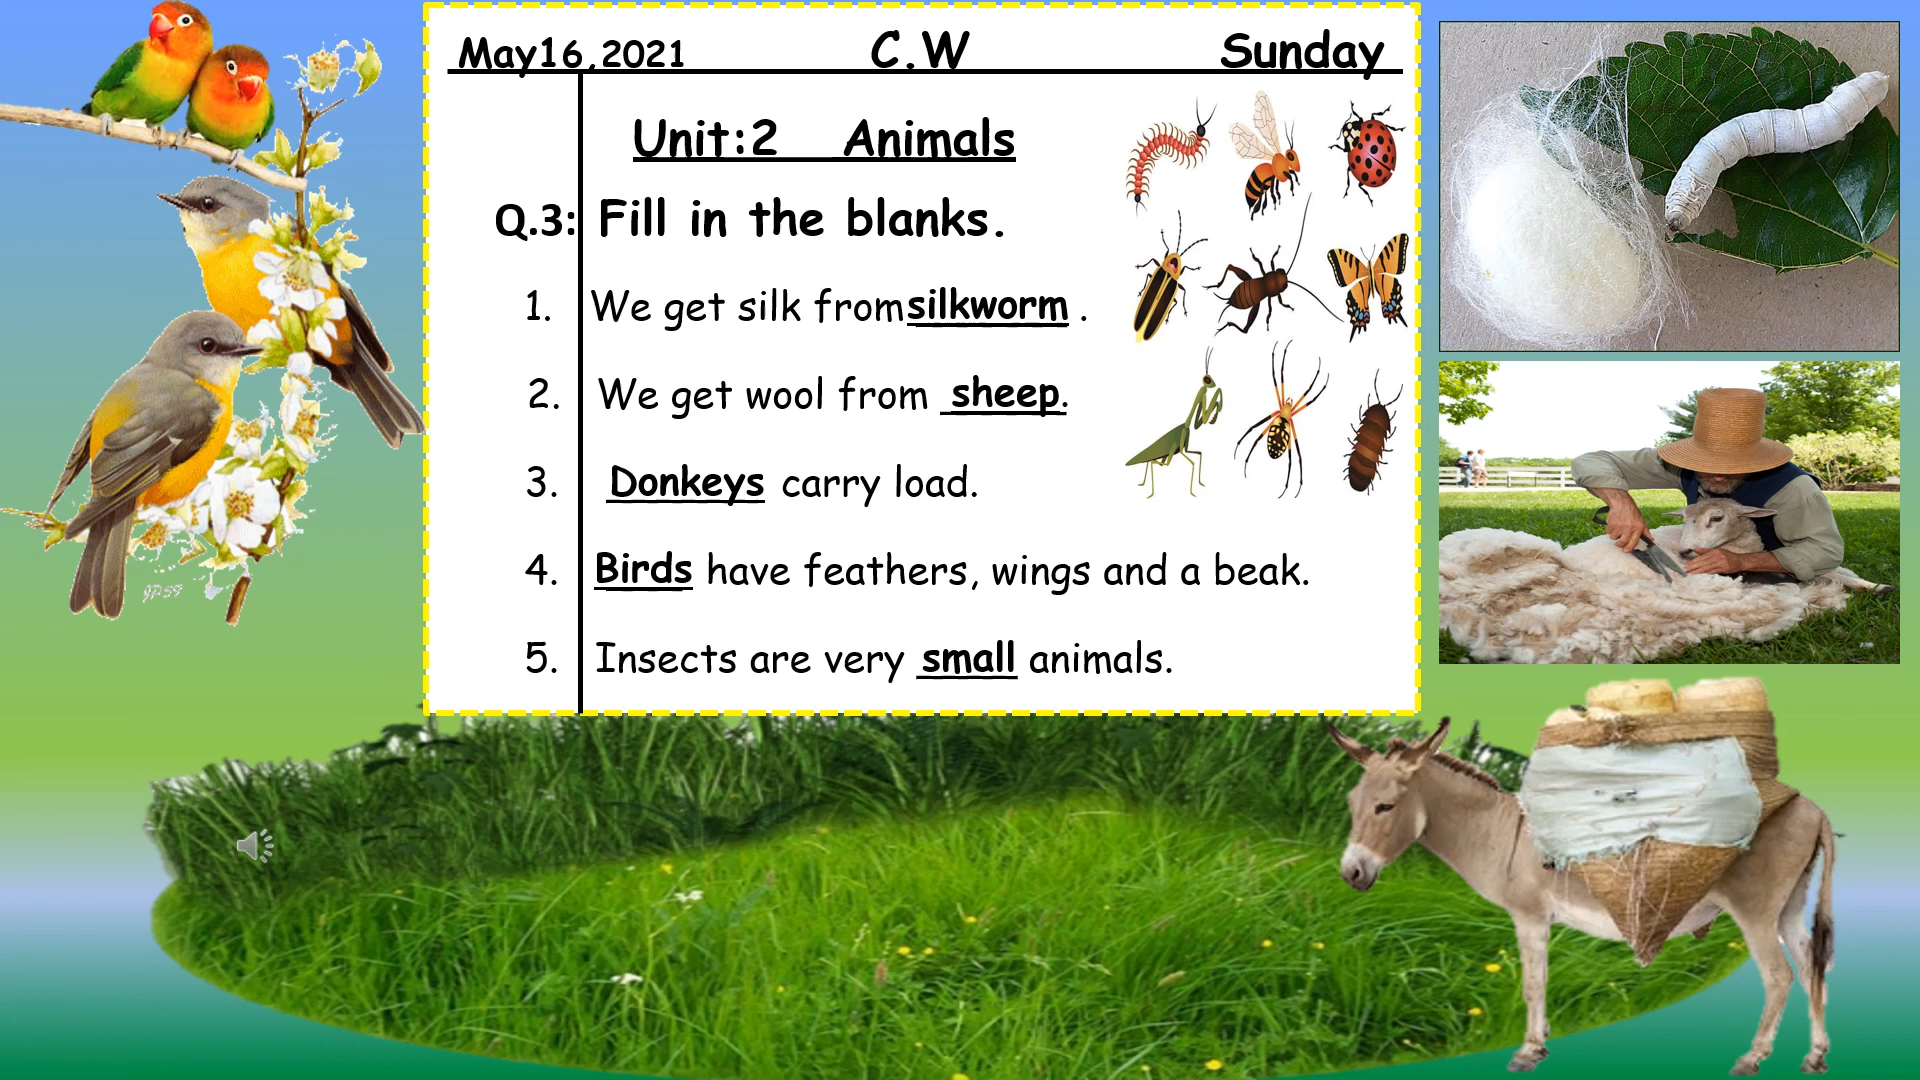 May16,2021 C.W Sunday
Unit:2 Animals
Q.3: Fill in the blanks.
1. We get silk from silkworm .
2. We get wool from sheep.
3. Donkeys carry load.
4. Birds have feathers, wings and a beak.
5. Insects are very small animals.